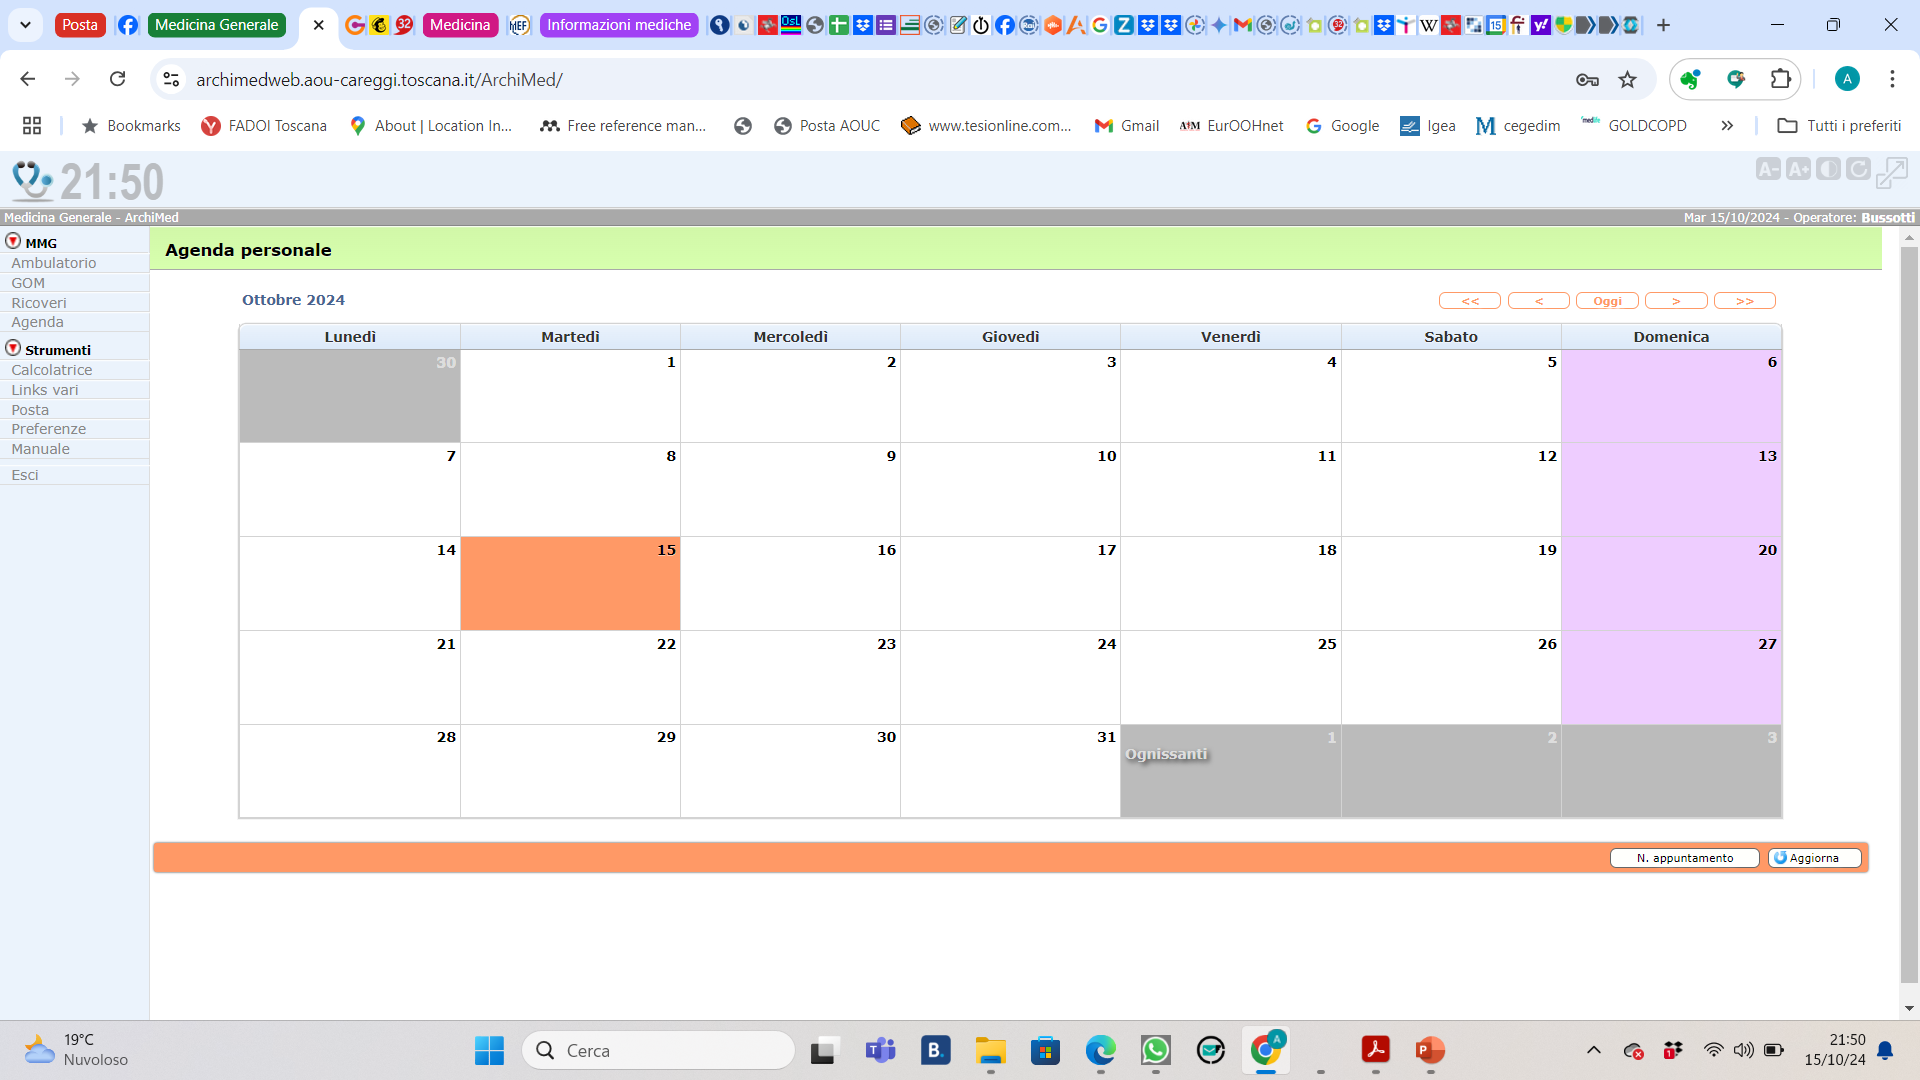 Posta
Medicina Generale
32
Medicina
MEF
Informazioni mediche
archimedweb.aou-careggi.toscana.it/ArchiMed/
A
Bookmarks
FADOI Toscana
About | Location In...
Free reference man...
Posta AOUC
www.tesionline.com...
Gmail
EurOOHnet
Google
Igea
cegedim
GOLDCOPD
Tutti i preferiti
21:50
A- A+
Medicina Generale - ArchiMed
Mar 15/10/2024 - Operatore: Bussotti
MMG
Ambulatorio
GOM
Ricoveri
Agenda
Strumenti
Calcolatrice
Links vari
Posta
Preferenze
Manuale
Esci
Agenda personale
Ottobre 2024
<< < Oggi > >>
Lunedì Martedì Mercoledì Giovedì Venerdì Sabato Domenica
30 1 2 3 4 5 6
7 8 9 10 11 12 13
14 15 16 17 18 19 20
21 22 23 24 25 26 27
28 29 30 31 1 2 3
Ognissanti
N. appuntamento
Aggiorna
19°C
Nuvoloso
Cerca
21:50
15/10/24